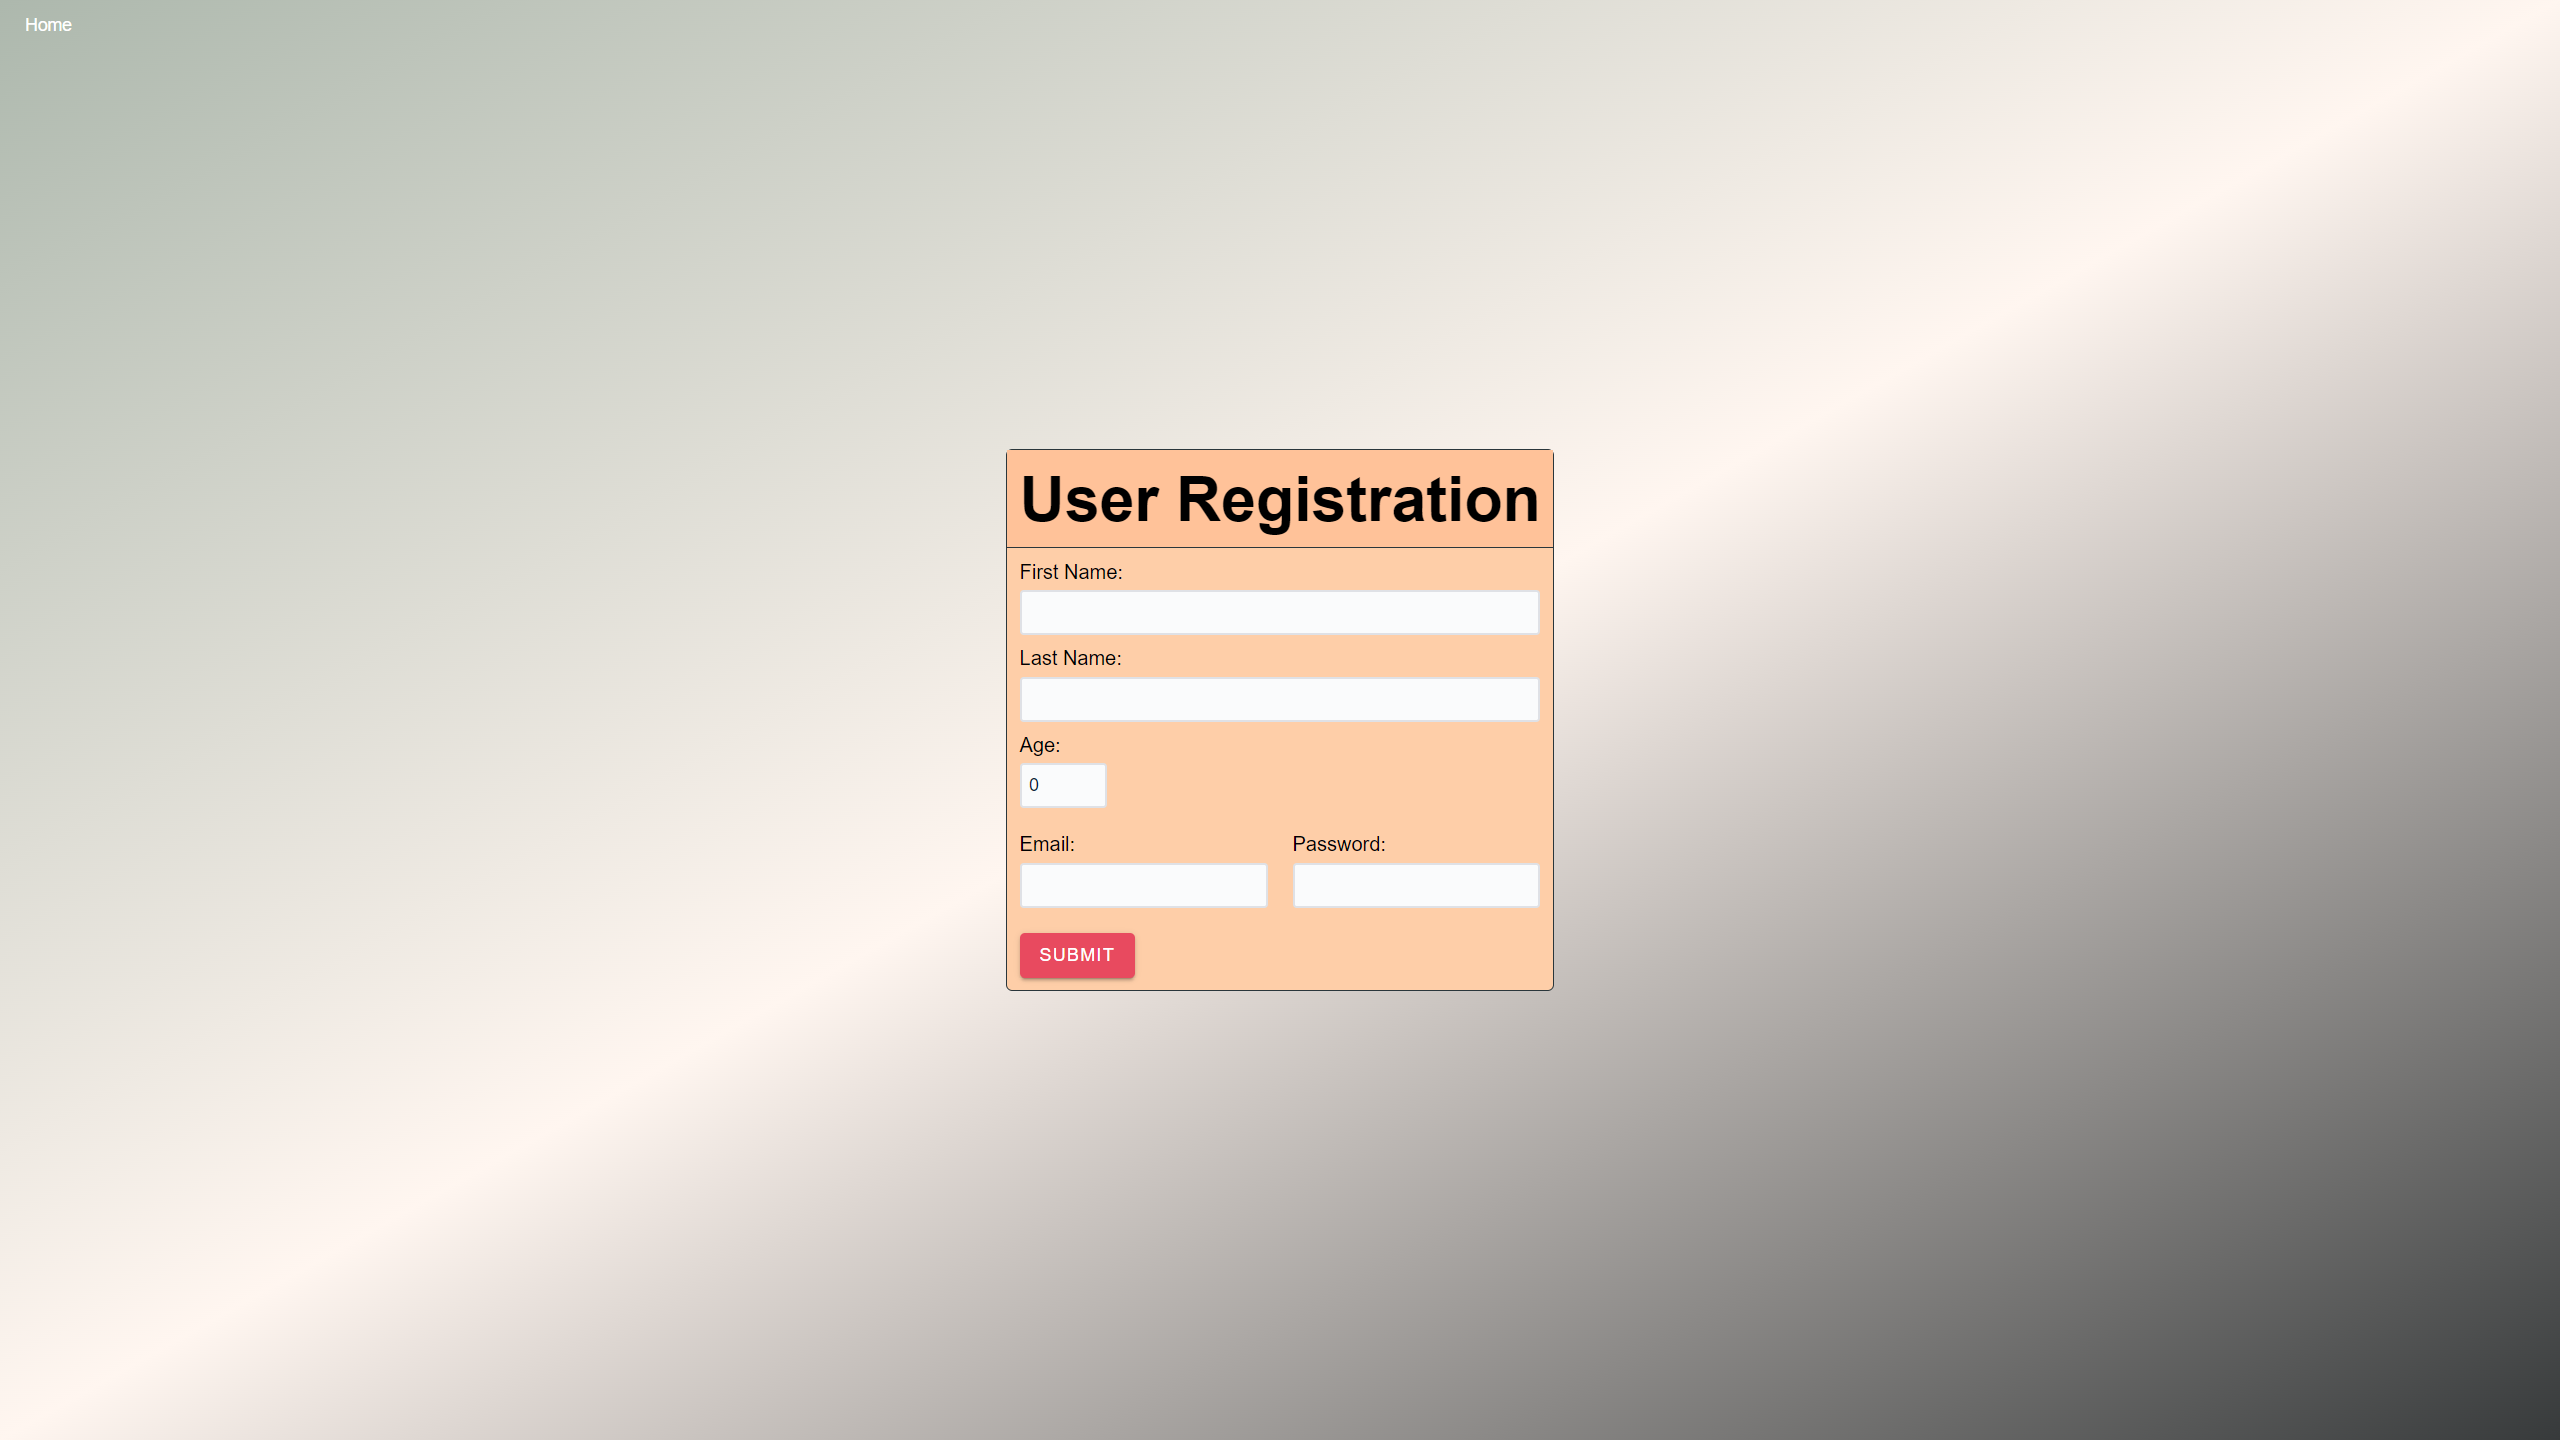 Home
User Registration
First Name:
Last Name:
Age:
0
Email: Password:
SUBMIT